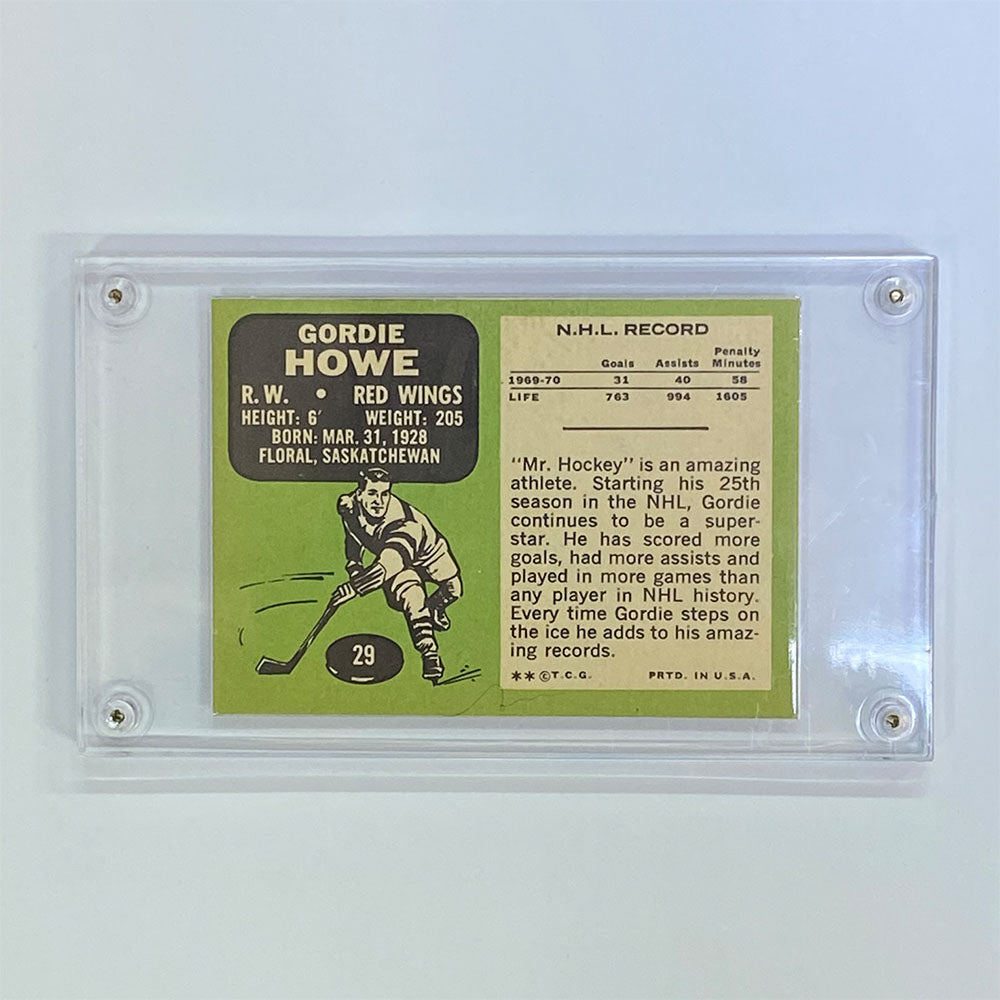 GORDIE
HOWE
R.W. • RED WINGS
HEIGHT: 6' WEIGHT: 205
BORN: MAR. 31, 1928
FLORAL, SASKATCHEWAN
29
N.H.L. RECORD
Goals Assists Penalty Minutes
1969-70 31 40 58
LIFE 763 994 1605
"Mr. Hockey" is an amazing
athlete. Starting his 25th
season in the NHL, Gordie
continues to be a super-
star. He has scored more
goals, had more assists and
played in more games than
any player in NHL history.
Every time Gordie steps on
the ice he adds to his amaz-
ing records.
** © T.C.G. PRTD. IN U.S.A.